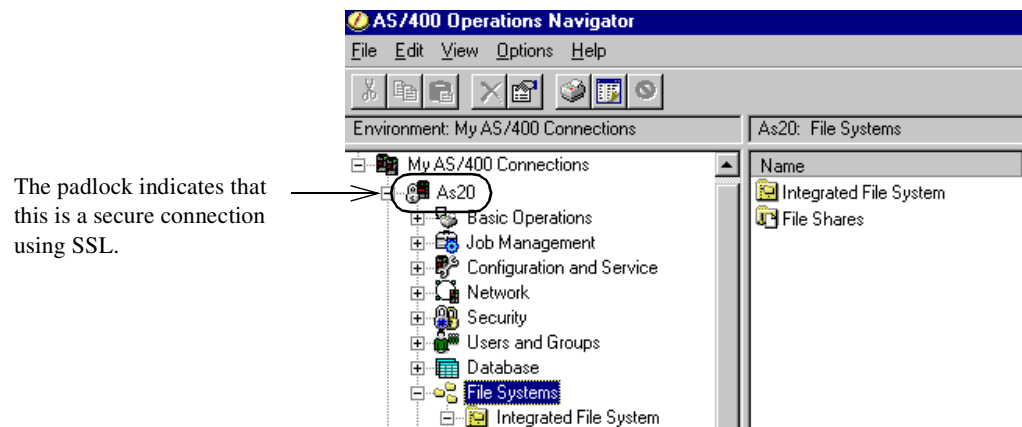 AS/400 Operations Navigator
File Edit View Options Help
Environment: My AS/400 Connections
As20: File Systems
My AS/400 Connections
As20
Basic Operations
Job Management
Configuration and Service
Network
Security
Users and Groups
Database
File Systems
Integrated File System
Name
Integrated File System
File Shares
The padlock indicates that
this is a secure connection
using SSL.